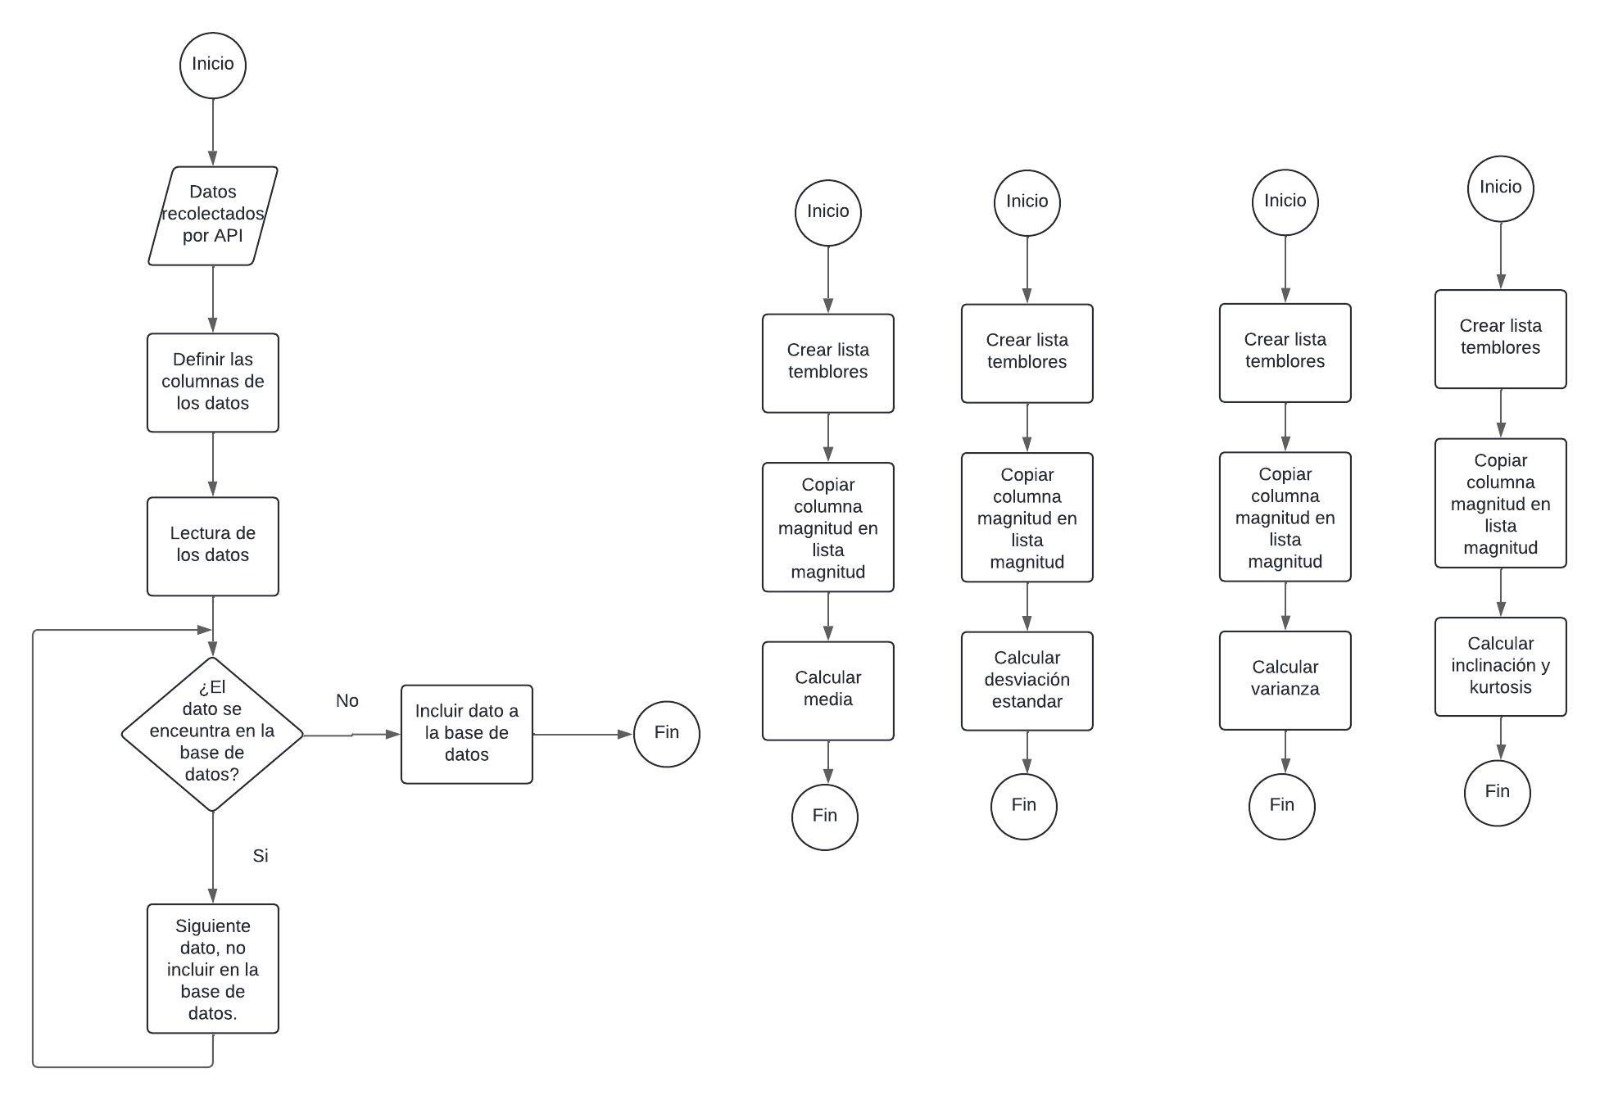 Inicio
Datos
recolectados
por API
Definir las
columnas de
los datos
Lectura de
los datos
¿El
dato se
enceuntra en la
base de
datos?
No
Incluir dato a
la base de
datos
Fin
Si
Siguiente
dato, no
incluir en la
base de
datos.
Inicio
Crear lista
temblores
Copiar
columna
magnitud en
lista
magnitud
Calcular
media
Fin
Inicio
Crear lista
temblores
Copiar
columna
magnitud en
lista
magnitud
Calcular
desviación
estandar
Fin
Inicio
Crear lista
temblores
Copiar
columna
magnitud en
lista
magnitud
Calcular
varianza
Fin
Inicio
Crear lista
temblores
Copiar
columna
magnitud en
lista
magnitud
Calcular
inclinación y
kurtosis
Fin